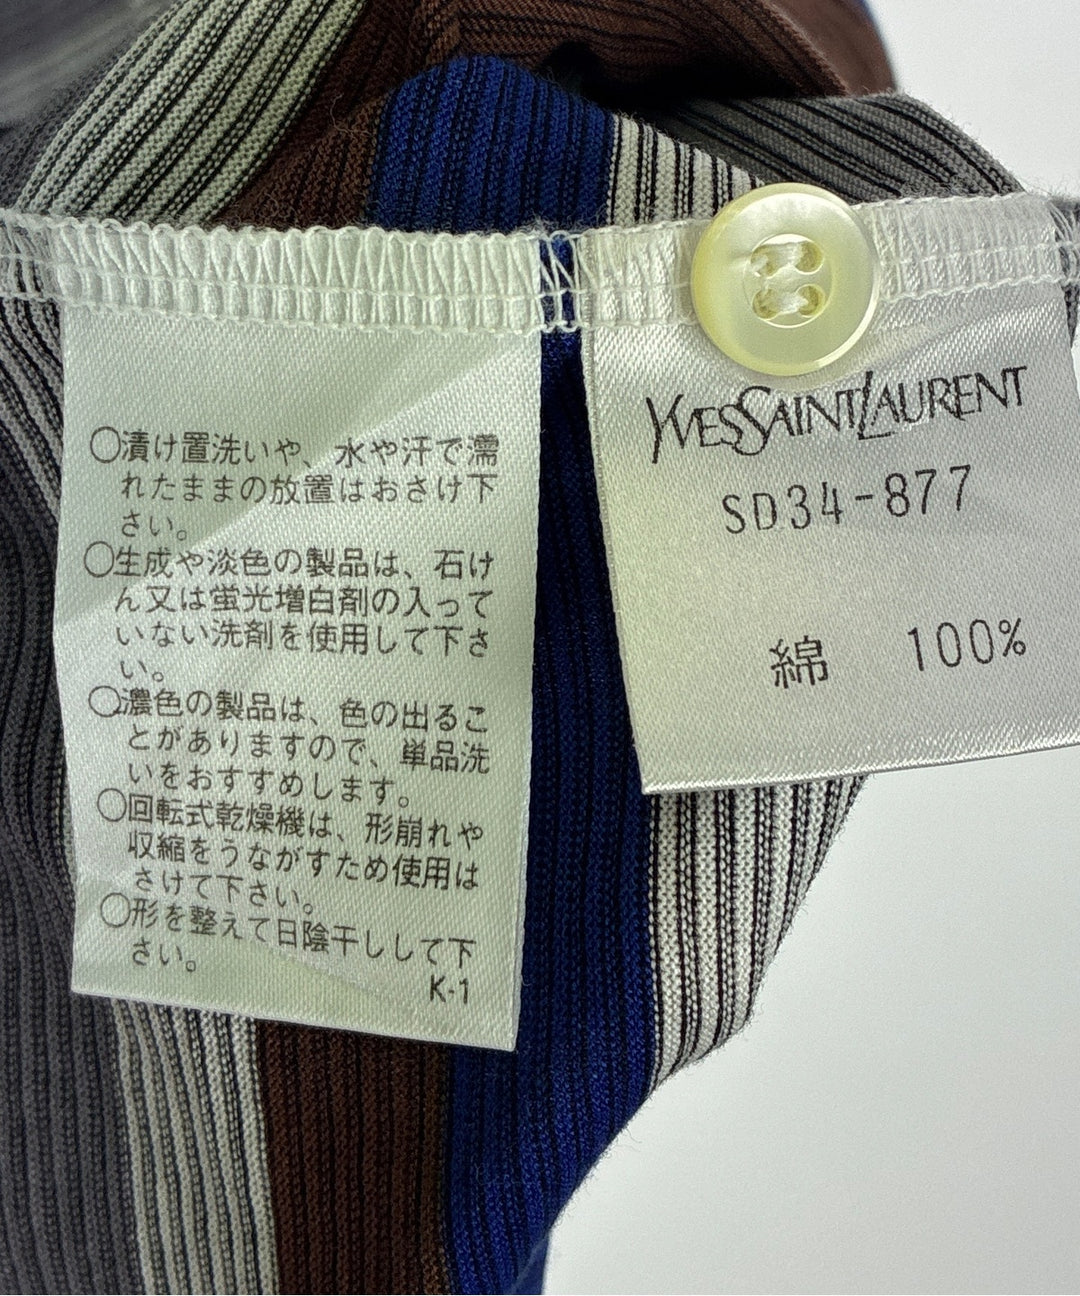 ○漬け置洗いや、水や汗で濡
れたままの放置はおさけ下
さい。
○生成や淡色の製品は、石け
ん又は蛍光増白剤の入って
いない洗剤を使用して下さ
い。
○濃色の製品は、色の出るこ
とがありますので、単品洗
いをおすすめします。
○回転式乾燥機は、形崩れや
収縮をうながすため使用は
さけて下さい。
○形を整えて日陰干しして下
さい。
K-1
YVESSAINTLAURENT
SD34-877
綿 100%